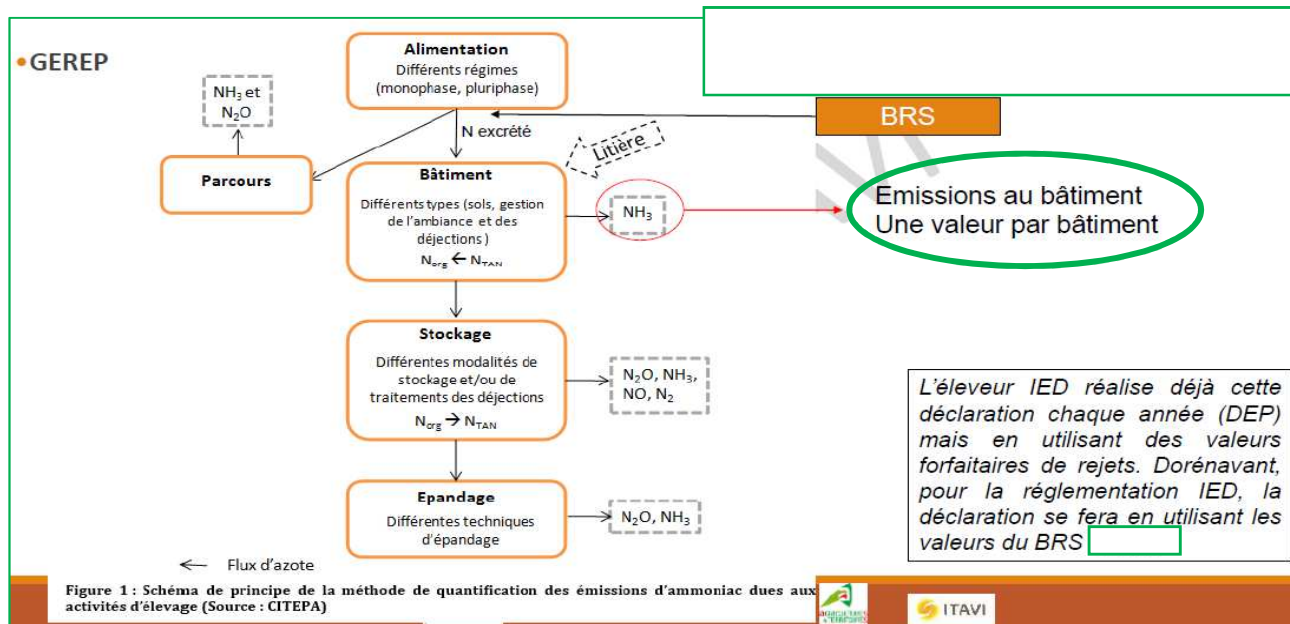 •GEREP
Alimentation
Différents régimes
(monophase, pluriphase)
NH₃ et
N₂O
BRS
N excrété
Litière
Parcours
Bâtiment
Différents types (sols, gestion
de l'ambiance et des
déjections )
Norg ← NTAN
NH₃
Emissions au bâtiment
Une valeur par bâtiment
Stockage
Différentes modalités de
stockage et/ou de
traitements des déjections
Norg → NTAN
N₂O, NH₃,
NO, N₂
L'éleveur IED réalise déjà cette
déclaration chaque année (DEP)
mais en utilisant des valeurs
forfaitaires de rejets. Dorénavant,
pour la réglementation IED, la
déclaration se fera en utilisant les
valeurs du BRS
Epandage
Différentes techniques
d'épandage
N₂O, NH₃
← Flux d'azote
Figure 1 : Schéma de principe de la méthode de quantification des émissions d'ammoniac dues aux
activités d'élevage (Source : CITEPA)
ITAVI